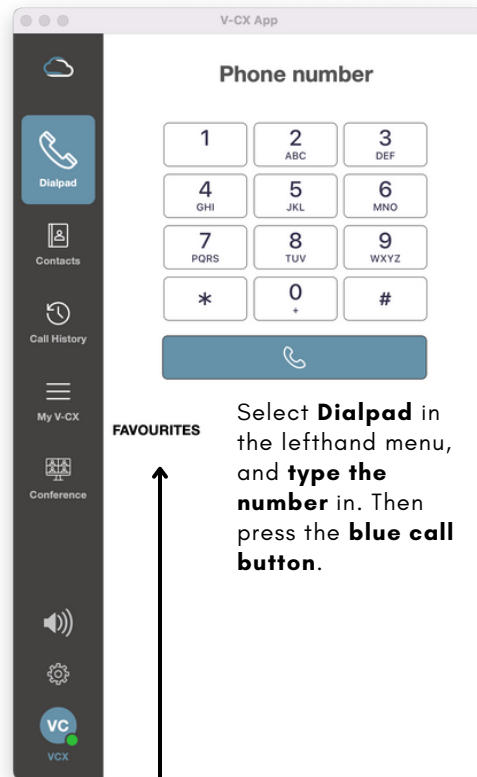 V-CX App
Phone number
1
2
ABC
3
DEF
4
GHI
5
JKL
6
MNO
7
PQRS
8
TUV
9
WXYZ
*
0
+
#
Dialpad
Contacts
Call History
My V-CX
Conference
VC
VCX
FAVOURITES
Select Dialpad in
the lefthand menu,
and type the
number in. Then
press the blue call
button.